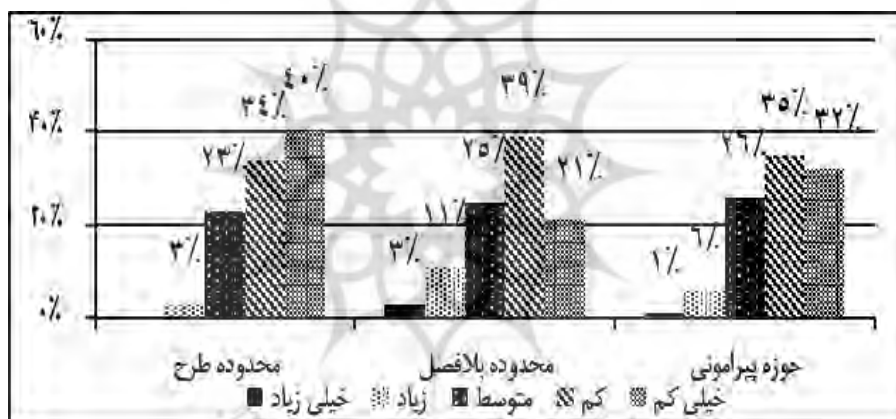 ۶۰٪
۴۰٪
۲۰٪
۰٪
۳٪ ۲۳٪ ۳۴٪ ۴۰٪
۳٪ ۱۱٪ ۲۵٪ ۳۹٪ ۲۱٪
۱٪ ۶٪ ۲۶٪ ۳۵٪ ۳۲٪
محدوده طرح
محدوده بلافصل
حوزه پیرامونی
خیلی زیاد
زیاد
متوسط
کم
خیلی کم